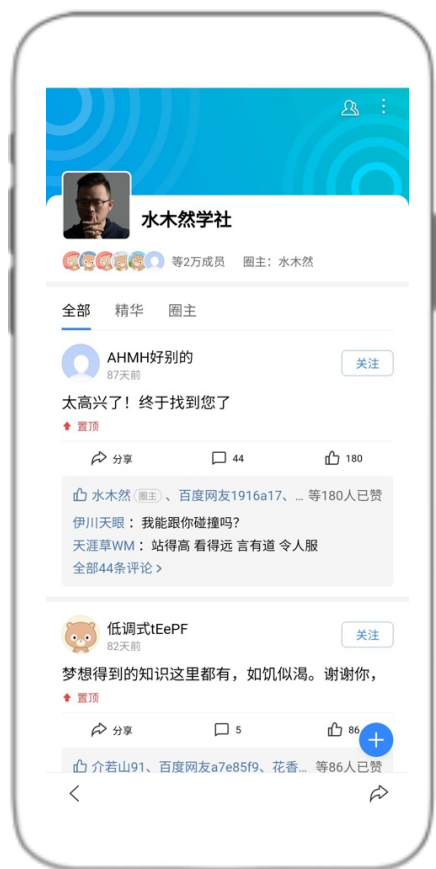 水木然学社
等2万成员 圈主：水木然
全部 精华 圈主
AHMH好别的
87天前
关注
太高兴了！终于找到您了
置顶
分享 44 180
水木然 圈主 、百度网友1916a17、... 等180人已赞
伊川天眼：我能跟你碰撞吗？
天涯草WM：站得高 看得远 言有道 令人服
全部44条评论>
低调式tEePF
82天前
关注
梦想得到的知识这里都有，如饥似渴。谢谢你，
置顶
分享 5 86
介若山91、百度网友a7e85f9、花香... 等86人已赞